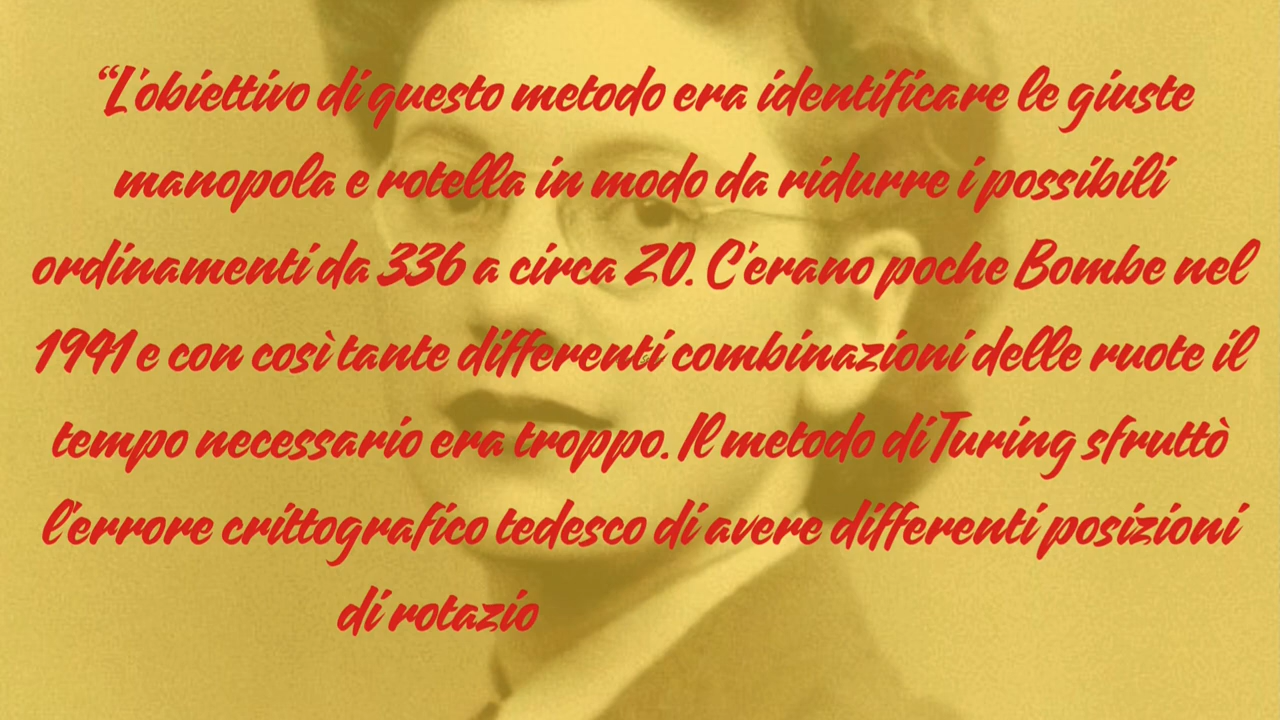 “L'obiettivo di questo metodo era identificare le giuste
manopola e rotella in modo da ridurre i possibili
ordinamenti da 336 a circa 20. C'erano poche Bombe nel
1941 e con così tante differenti combinazioni delle ruote il
tempo necessario era troppo. Il metodo di Turing sfruttò
l'errore crittografico tedesco di avere differenti posizioni
di rotazio